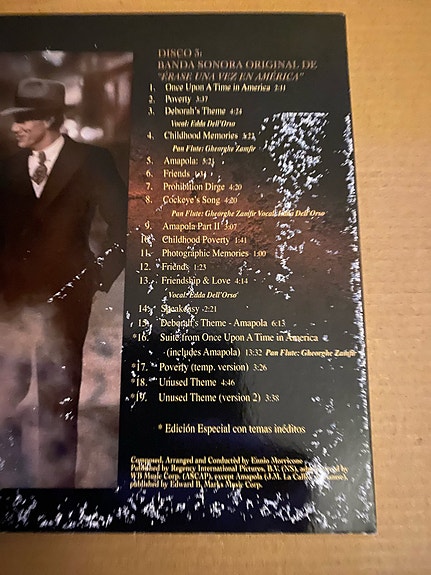 DISCO 3:
BANDA SONORA ORIGINAL DE
"ÉRASE UNA VEZ EN AMÉRICA"
1. Once Upon A Time in America 2:11
2. Poverty 3:37
3. Deborah's Theme 4:24
Vocal: Edda Dell'Orso
4. Childhood Memories 3:22
Pan Flute: Gheorghe Zamfir
5. Amapola: 5:21
6. Friends
7. Prohibition Dirge 4:20
8. Cockeye's Song 4:20
Pan Flute: Gheorghe Zamfir Vocal: Edda Dell'Orso
9. Amapola Part II 3:07
10. Childhood Poverty 1:41
11. Photographic Memories 1:00
12. Friends 1:23
13. Friendship & Love 4:14
Vocal: Edda Dell'Orso
14. Speakeasy -2:21
15. Deborah's Theme - Amapola 6:13
*16. Suite from Once Upon A Time in America
(includes Amapola) 13:32 Pan Flute: Gheorghe Zamfir
*17. Poverty (temp. version) 3:26
*18. Unused Theme 4:46
*19. Unused Theme (version 2) 3:38
* Edición Especial con temas inéditos
Composed, Arranged and Conducted by Ennio Morricone
Published by Regency International Pictures, B.V. (NS), by
WB Music Corp. (ASCAP), except Amapola (J.M. La
published by Edward B. Marks Music Corp.